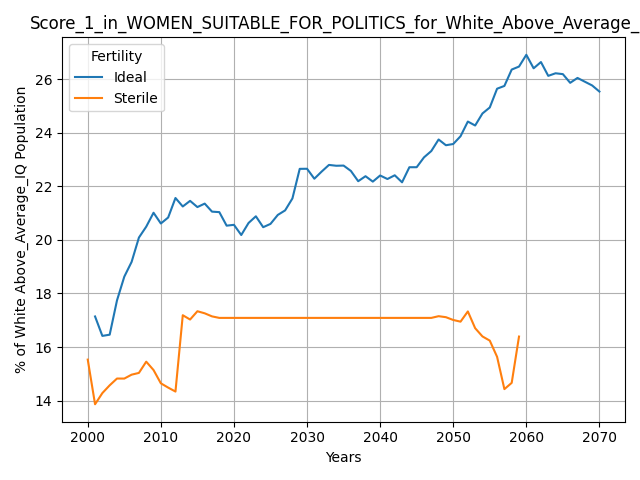 Score_1_in_WOMEN_SUITABLE_FOR_POLITICS_for_White_Above_Average_
Fertility
Ideal
Sterile
% of White Above_Average_IQ Population
26
24
22
20
18
16
14
2000 2010 2020 2030 2040 2050 2060 2070
Years